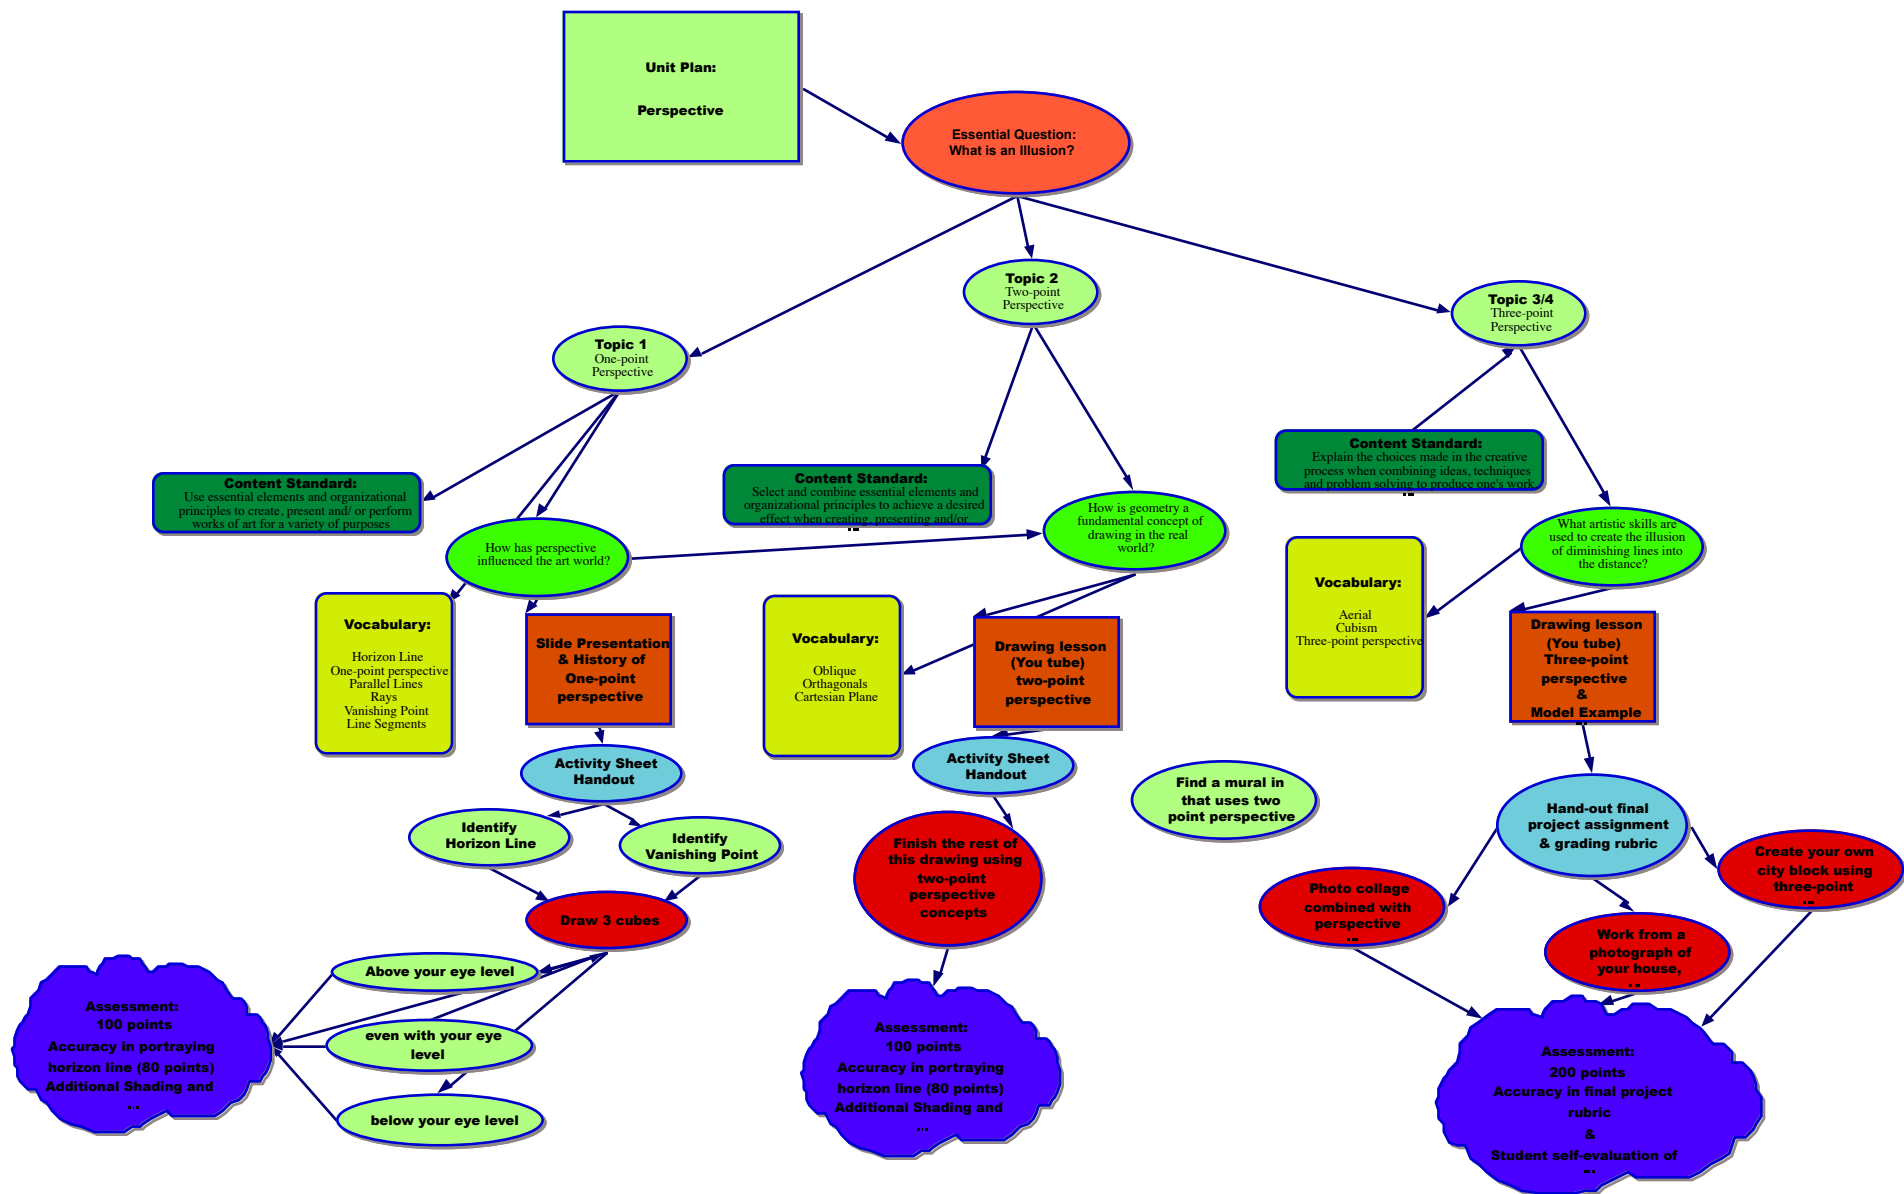 Unit Plan:
Perspective
Essential Question:
What is an Illusion?
Topic 1
One-point
Perspective
Topic 2
Two-point
Perspective
Topic 3/4
Three-point
Perspective
Content Standard:
Use essential elements and organizational
principles to create, present and/ or perform
works of art for a variety of purposes
Content Standard:
Select and combine essential elements and
organizational principles to achieve a desired
effect when creating, presenting and/or
...
Content Standard:
Explain the choices made in the creative
process when combining ideas, techniques
and problem solving to produce one's work
...
How has perspective
influenced the art world?
How is geometry a
fundamental concept of
drawing in the real
world?
What artistic skills are
used to create the illusion
of diminishing lines into
the distance?
Vocabulary:
Horizon Line
One-point perspective
Parallel Lines
Rays
Vanishing Point
Line Segments
Slide Presentation
& History of
One-point
perspective
Vocabulary:
Oblique
Orthagonals
Cartesian Plane
Drawing lesson
(You tube)
two-point
perspective
Vocabulary:
Aerial
Cubism
Three-point perspective
Drawing lesson
(You tube)
Three-point
perspective
&
Model Example
...
Activity Sheet
Handout
Activity Sheet
Handout
Find a mural in
that uses two
point perspective
Hand-out final
project assignment
& grading rubric
Identify
Horizon Line
Identify
Vanishing Point
Finish the rest of
this drawing using
two-point
perspective
concepts
Photo collage
combined with
perspective
...
Create your own
city block using
three-point
...
Work from a
photograph of
your house,
...
Draw 3 cubes
Above your eye level
even with your eye
level
below your eye level
Assessment:
100 points
Accuracy in portraying
horizon line (80 points)
Additional Shading and
...
Assessment:
100 points
Accuracy in portraying
horizon line (80 points)
Additional Shading and
...
Assessment:
200 points
Accuracy in final project
rubric
&
Student self-evaluation of
...